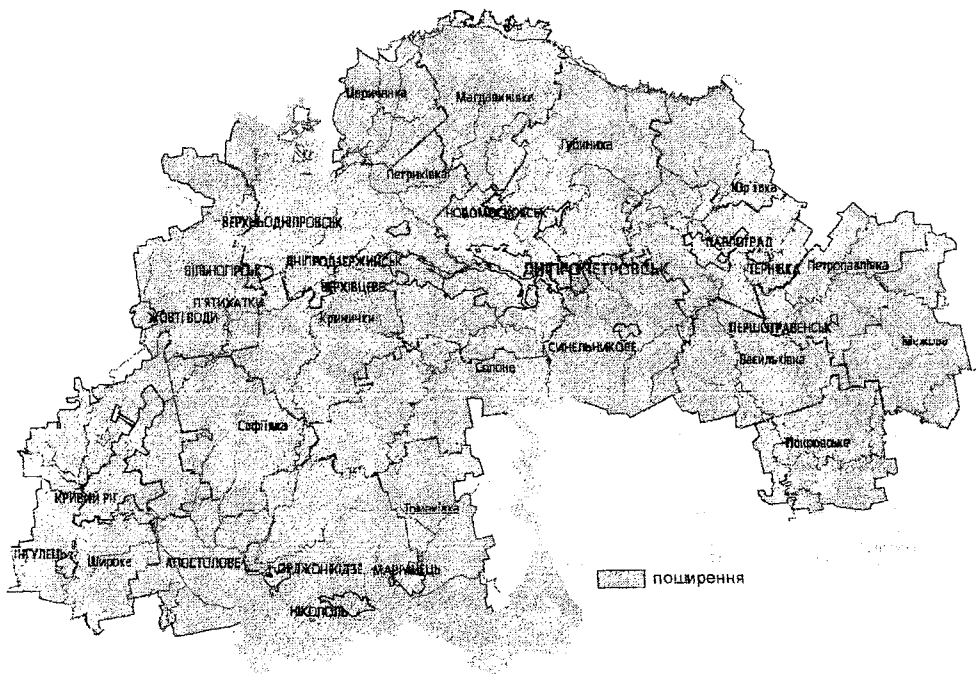 Царичанка
Магдалинівка
Губиниха
Петриківка
Юр'ївка
НОВОМОСКОВСЬК
ВЕРХНЬОДНІПРОВСЬК
ПАВЛОГРАД
ДНІПРОДЗЕРЖИНСЬК
ДНІПРОПЕТРОВСЬК
ТЕРНІВКА
Петропавлівка
ВІЛЬНОГІРСЬК
ВЕРХІВЦЕВЕ
П'ЯТИХАТКИ
ЖОВТІ ВОДИ
Кринички
ПЕРШОТРАВЕНСЬК
Межова
СИНЕЛЬНИКОВЕ
Васильківка
Солоне
Софіївка
Покровське
КРИВИЙ РІГ
Томаківка
ІНГУЛЕЦЬ
Широке
АПОСТОЛОВЕ
ОРДЖОНІКІДЗЕ
МАРГАНЕЦЬ
поширення
НІКОПОЛЬ